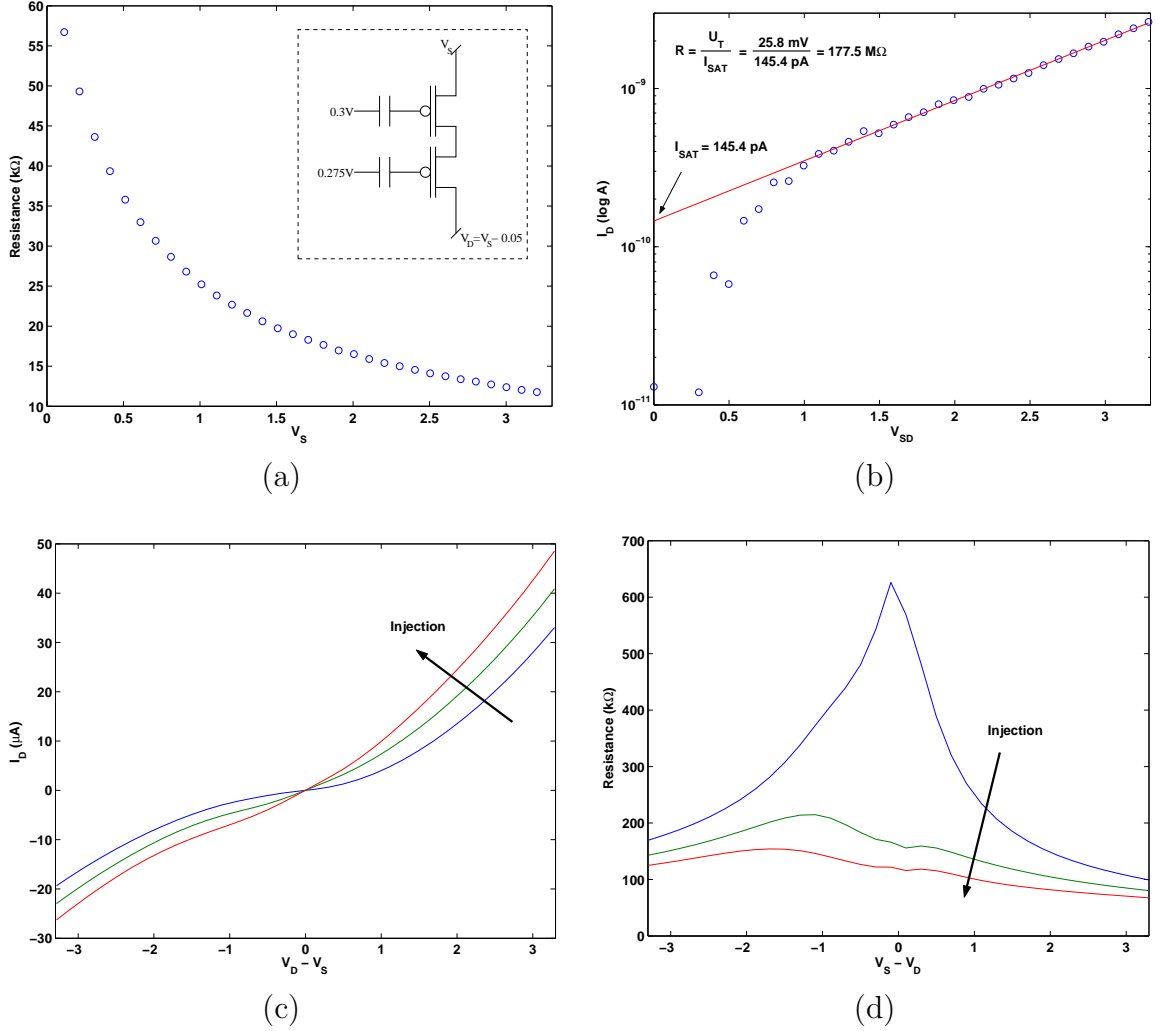 60
55
50
45
40
35
30
25
20
15
10
Resistance (kΩ)
0 0.5 1 1.5 2 2.5 3
V_S
V_S
0.3V
0.275V
V_D=V_S− 0.05
(a)
R = U_T / I_SAT = 25.8 mV / 145.4 pA = 177.5 MΩ
I_SAT = 145.4 pA
10^−9
10^−10
10^−11
I_D (log A)
0 0.5 1 1.5 2 2.5 3
V_SD
(b)
50
40
30
20
10
0
−10
−20
−30
I_D (μA)
Injection
−3 −2 −1 0 1 2 3
V_D − V_S
(c)
700
600
500
400
300
200
100
0
Resistance (kΩ)
Injection
−3 −2 −1 0 1 2 3
V_S − V_D
(d)